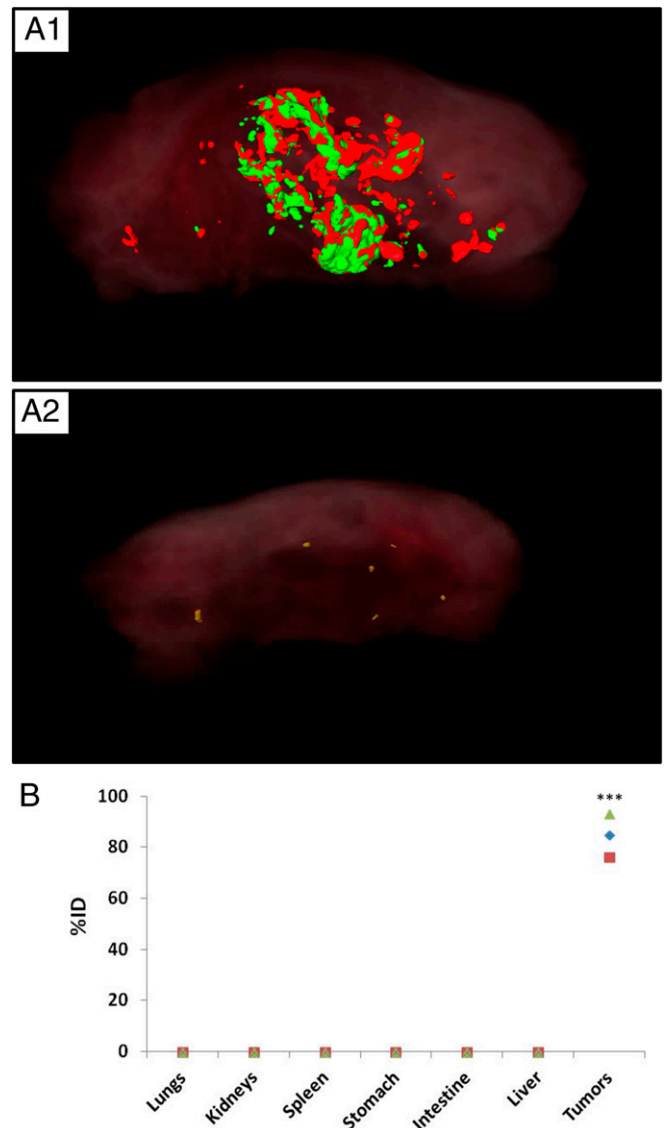 A1
A2
B
***
100
80
60
40
20
0
%ID
Lungs
Kidneys
Spleen
Stomach
Intestine
Liver
Tumors